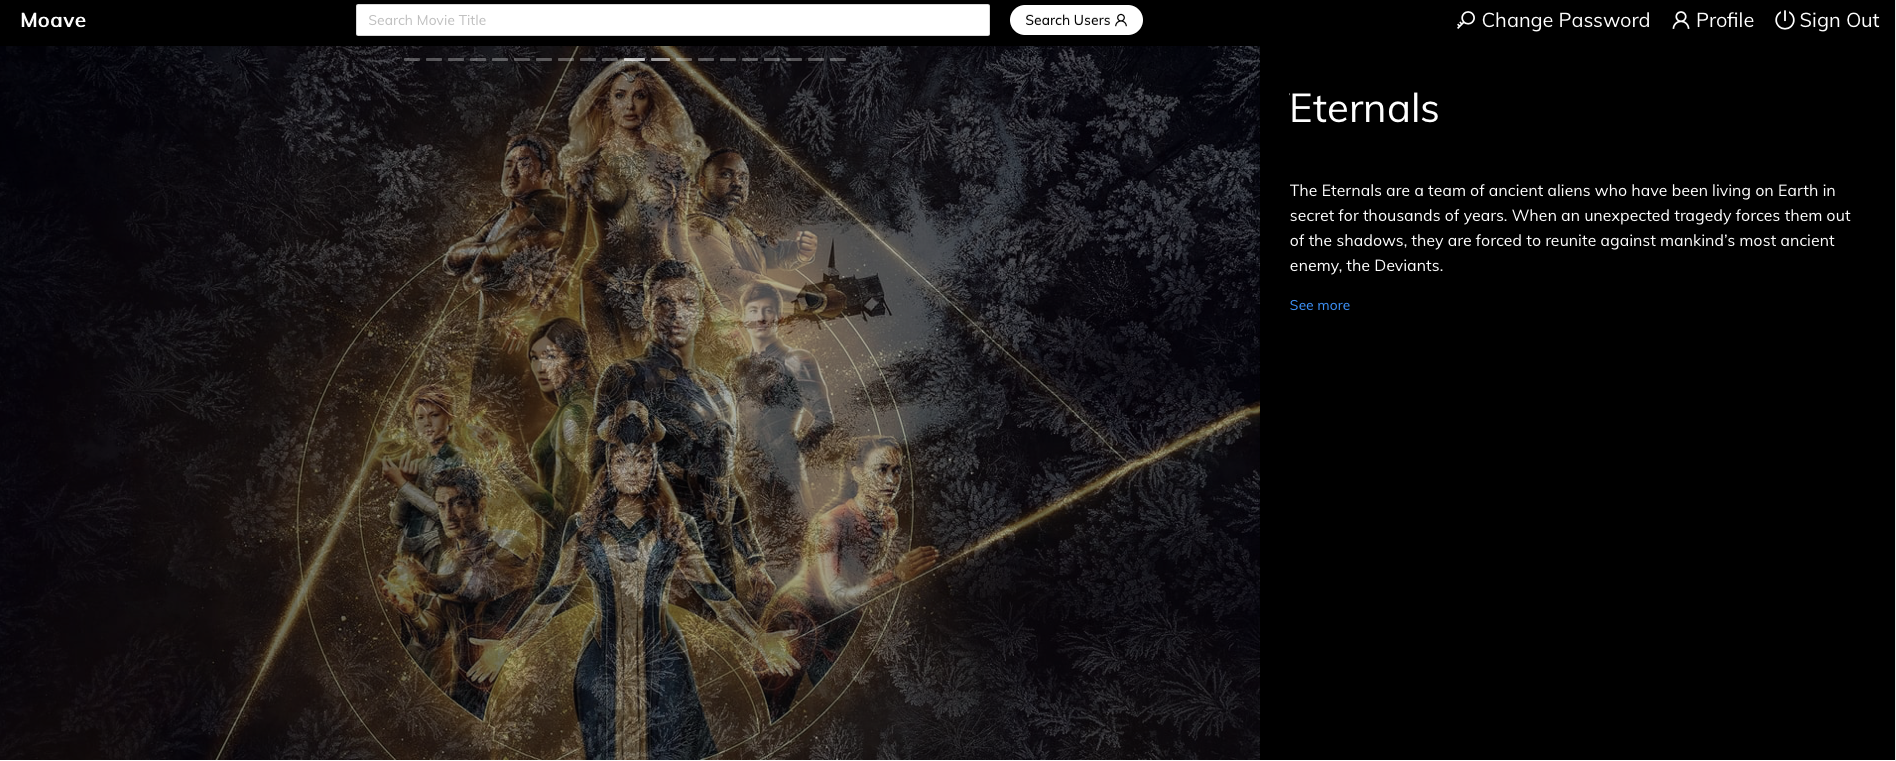 Moave
Search Movie Title
Search Users
Change Password
Profile
Sign Out
Eternals
The Eternals are a team of ancient aliens who have been living on Earth in
secret for thousands of years. When an unexpected tragedy forces them out
of the shadows, they are forced to reunite against mankind’s most ancient
enemy, the Deviants.
See more